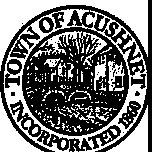 TOWN OF ACUSHNET
INCORPORATED 1860